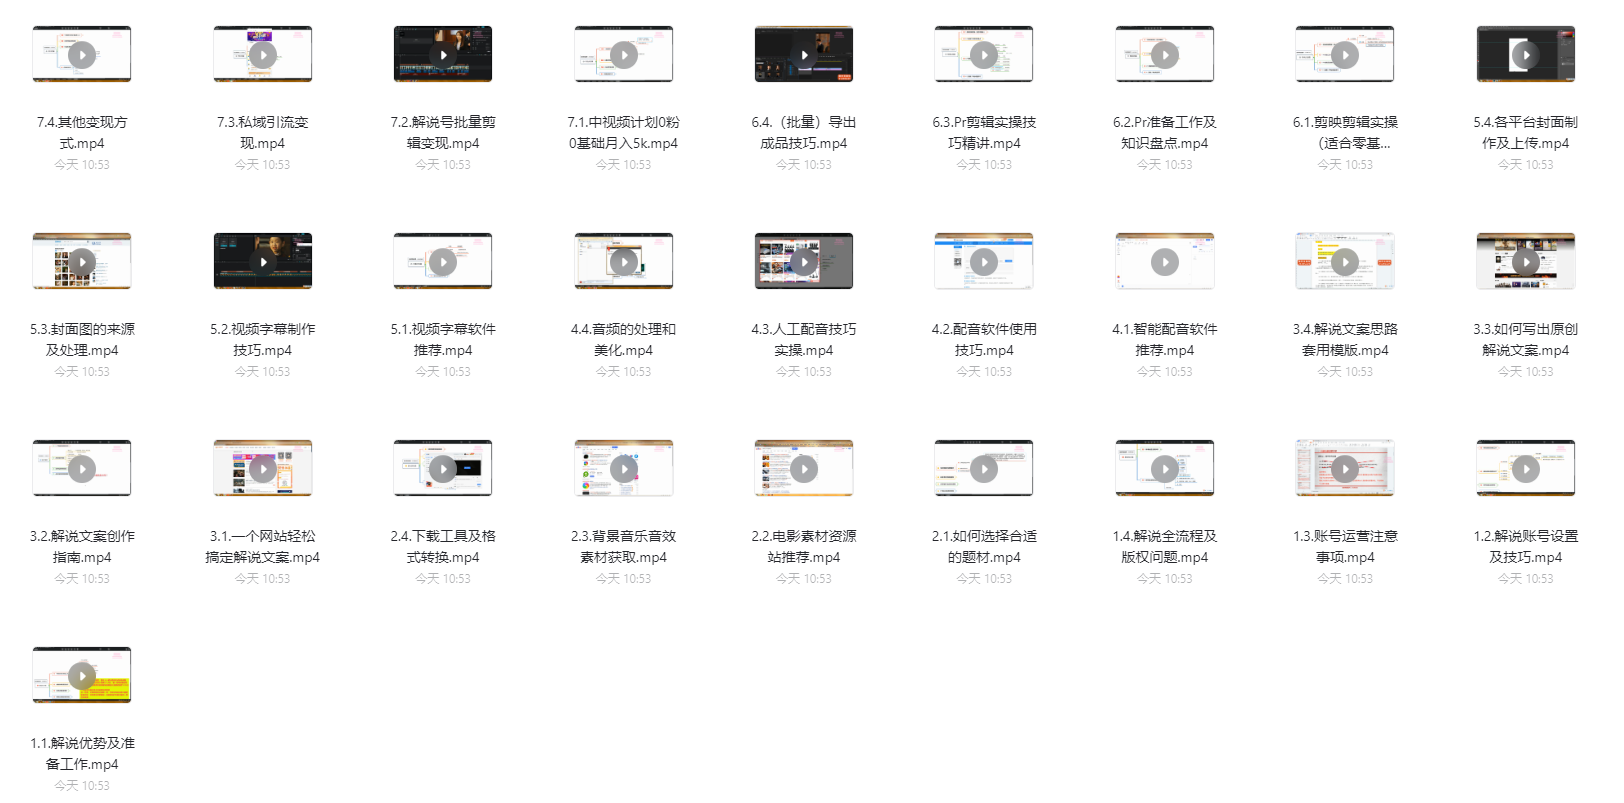 7.4.其他变现方
式.mp4
今天 10:53
7.3.私域引流变
现.mp4
今天 10:53
7.2.解说号批量剪
辑变现.mp4
今天 10:53
7.1.中视频计划0粉
0基础月入5k.mp4
今天 10:53
6.4.（批量）导出
成品技巧.mp4
今天 10:53
6.3.Pr剪辑实操技
巧精讲.mp4
今天 10:53
6.2.Pr准备工作及
知识盘点.mp4
今天 10:53
6.1.剪映剪辑实操
（适合零基...
今天 10:53
5.4.各平台封面制
作及上传.mp4
今天 10:53
5.3.封面图的来源
及处理.mp4
今天 10:53
5.2.视频字幕制作
技巧.mp4
今天 10:53
5.1.视频字幕软件
推荐.mp4
今天 10:53
4.4.音频的处理和
美化.mp4
今天 10:53
4.3.人工配音技巧
实操.mp4
今天 10:53
4.2.配音软件使用
技巧.mp4
今天 10:53
4.1.智能配音软件
推荐.mp4
今天 10:53
3.4.解说文案思路
套用模版.mp4
今天 10:53
3.3.如何写出原创
解说文案.mp4
今天 10:53
3.2.解说文案创作
指南.mp4
今天 10:53
3.1.一个网站轻松
搞定解说文案.mp4
今天 10:53
2.4.下载工具及格
式转换.mp4
今天 10:53
2.3.背景音乐音效
素材获取.mp4
今天 10:53
2.2.电影素材资源
站推荐.mp4
今天 10:53
2.1.如何选择合适
的题材.mp4
今天 10:53
1.4.解说全流程及
版权问题.mp4
今天 10:53
1.3.账号运营注意
事项.mp4
今天 10:53
1.2.解说账号设置
及技巧.mp4
今天 10:53
1.1.解说优势及准
备工作.mp4
今天 10:53